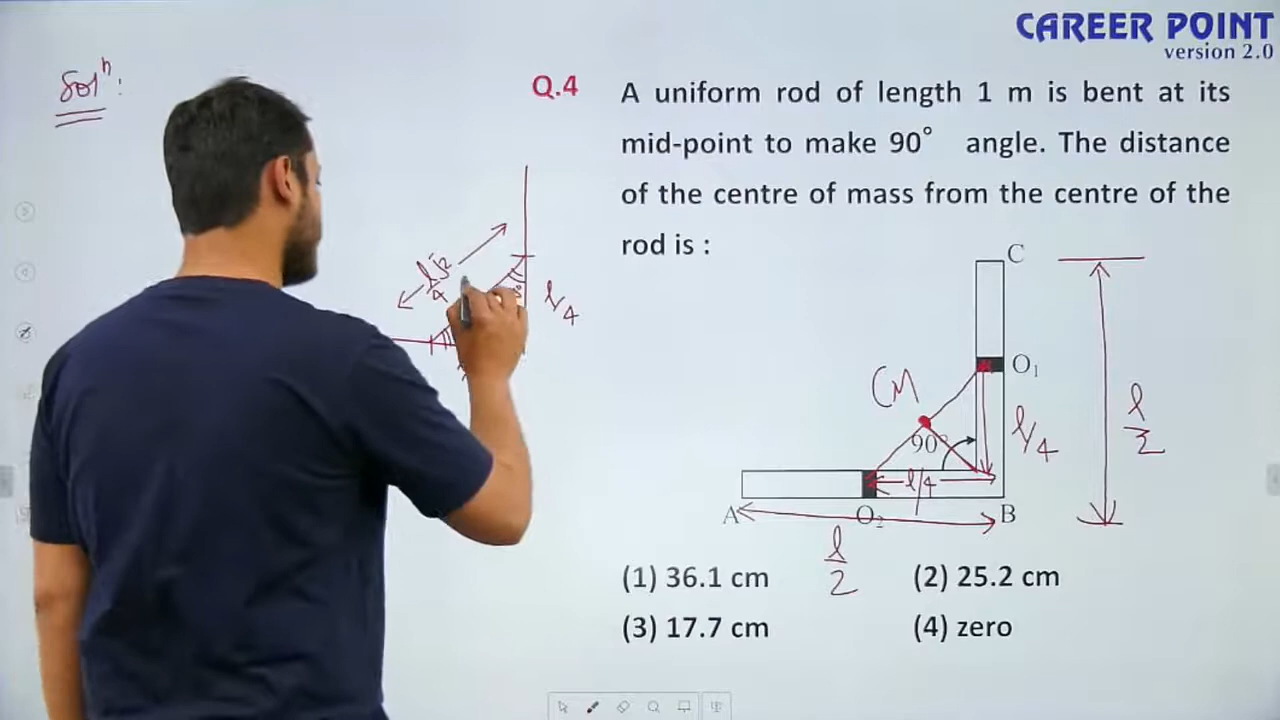 CAREER POINT
version 2.0
Solⁿ :
Q.4 A uniform rod of length 1 m is bent at its
mid-point to make 90° angle. The distance
of the centre of mass from the centre of the
rod is :
l√2
4
l/4
C
O₁
CM
90°
l/4
l
2
l/4
A
O₂
B
l
2
(1) 36.1 cm
(2) 25.2 cm
(3) 17.7 cm
(4) zero